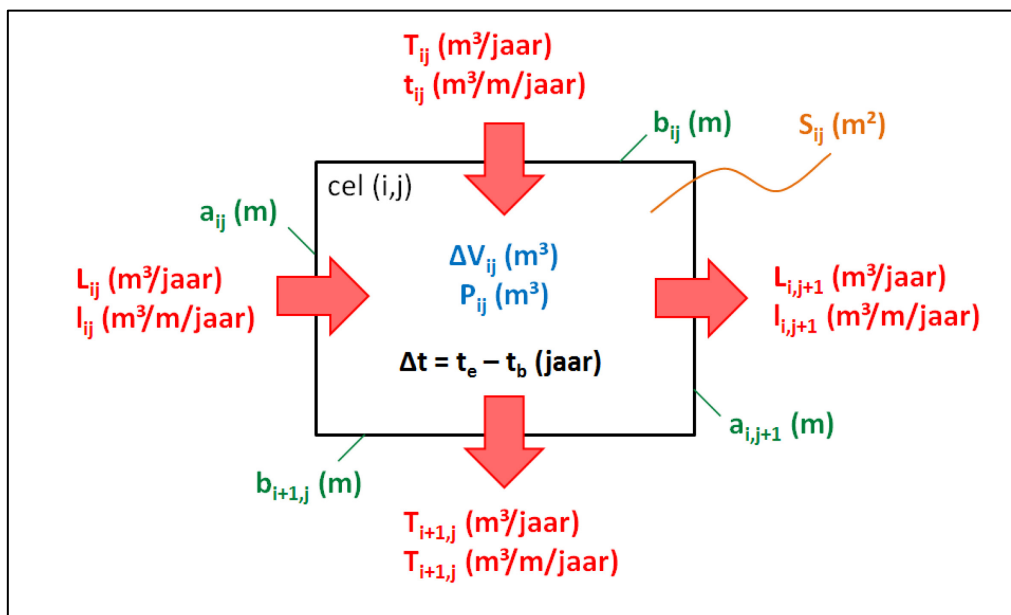 T_ij (m³/jaar)
t_ij (m³/m/jaar)
b_ij (m)
S_ij (m²)
cel (i,j)
a_ij (m)
L_ij (m³/jaar)
l_ij (m³/m/jaar)
ΔV_ij (m³)
P_ij (m³)
L_i,j+1 (m³/jaar)
l_i,j+1 (m³/m/jaar)
Δt = t_e – t_b (jaar)
a_i,j+1 (m)
b_i+1,j (m)
T_i+1,j (m³/jaar)
T_i+1,j (m³/m/jaar)